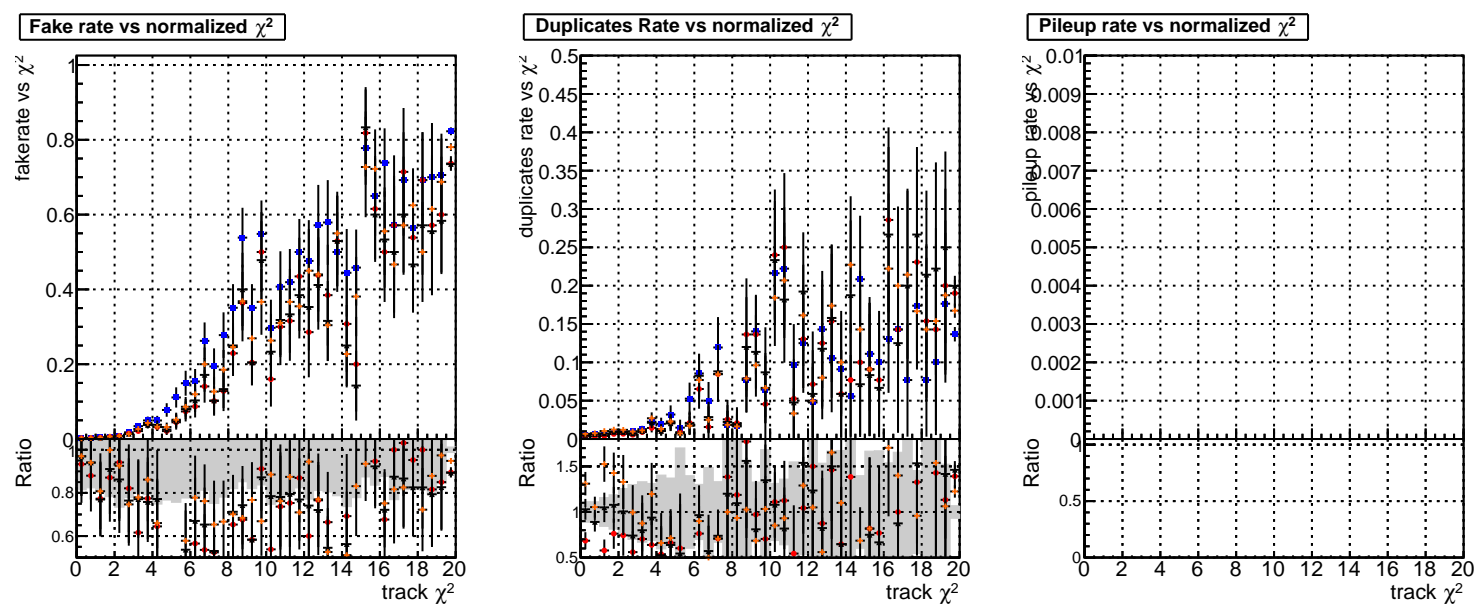 Fake rate vs normalized χ²
fakerate vs χ²
1
0.8
0.6
0.4
0.2
0
Ratio
1
0.8
0.6
0 2 4 6 8 10 12 14 16 18 20
track χ²
Duplicates Rate vs normalized χ²
duplicates rate vs χ²
0.5
0.45
0.4
0.35
0.3
0.25
0.2
0.15
0.1
0.05
0
Ratio
1.5
1
0.5
0 2 4 6 8 10 12 14 16 18 20
track χ²
Pileup rate vs normalized χ²
pileup rate vs χ²
0.01
0.009
0.008
0.007
0.006
0.005
0.004
0.003
0.002
0.001
0
Ratio
1
0.5
0
0 2 4 6 8 10 12 14 16 18 20
track χ²